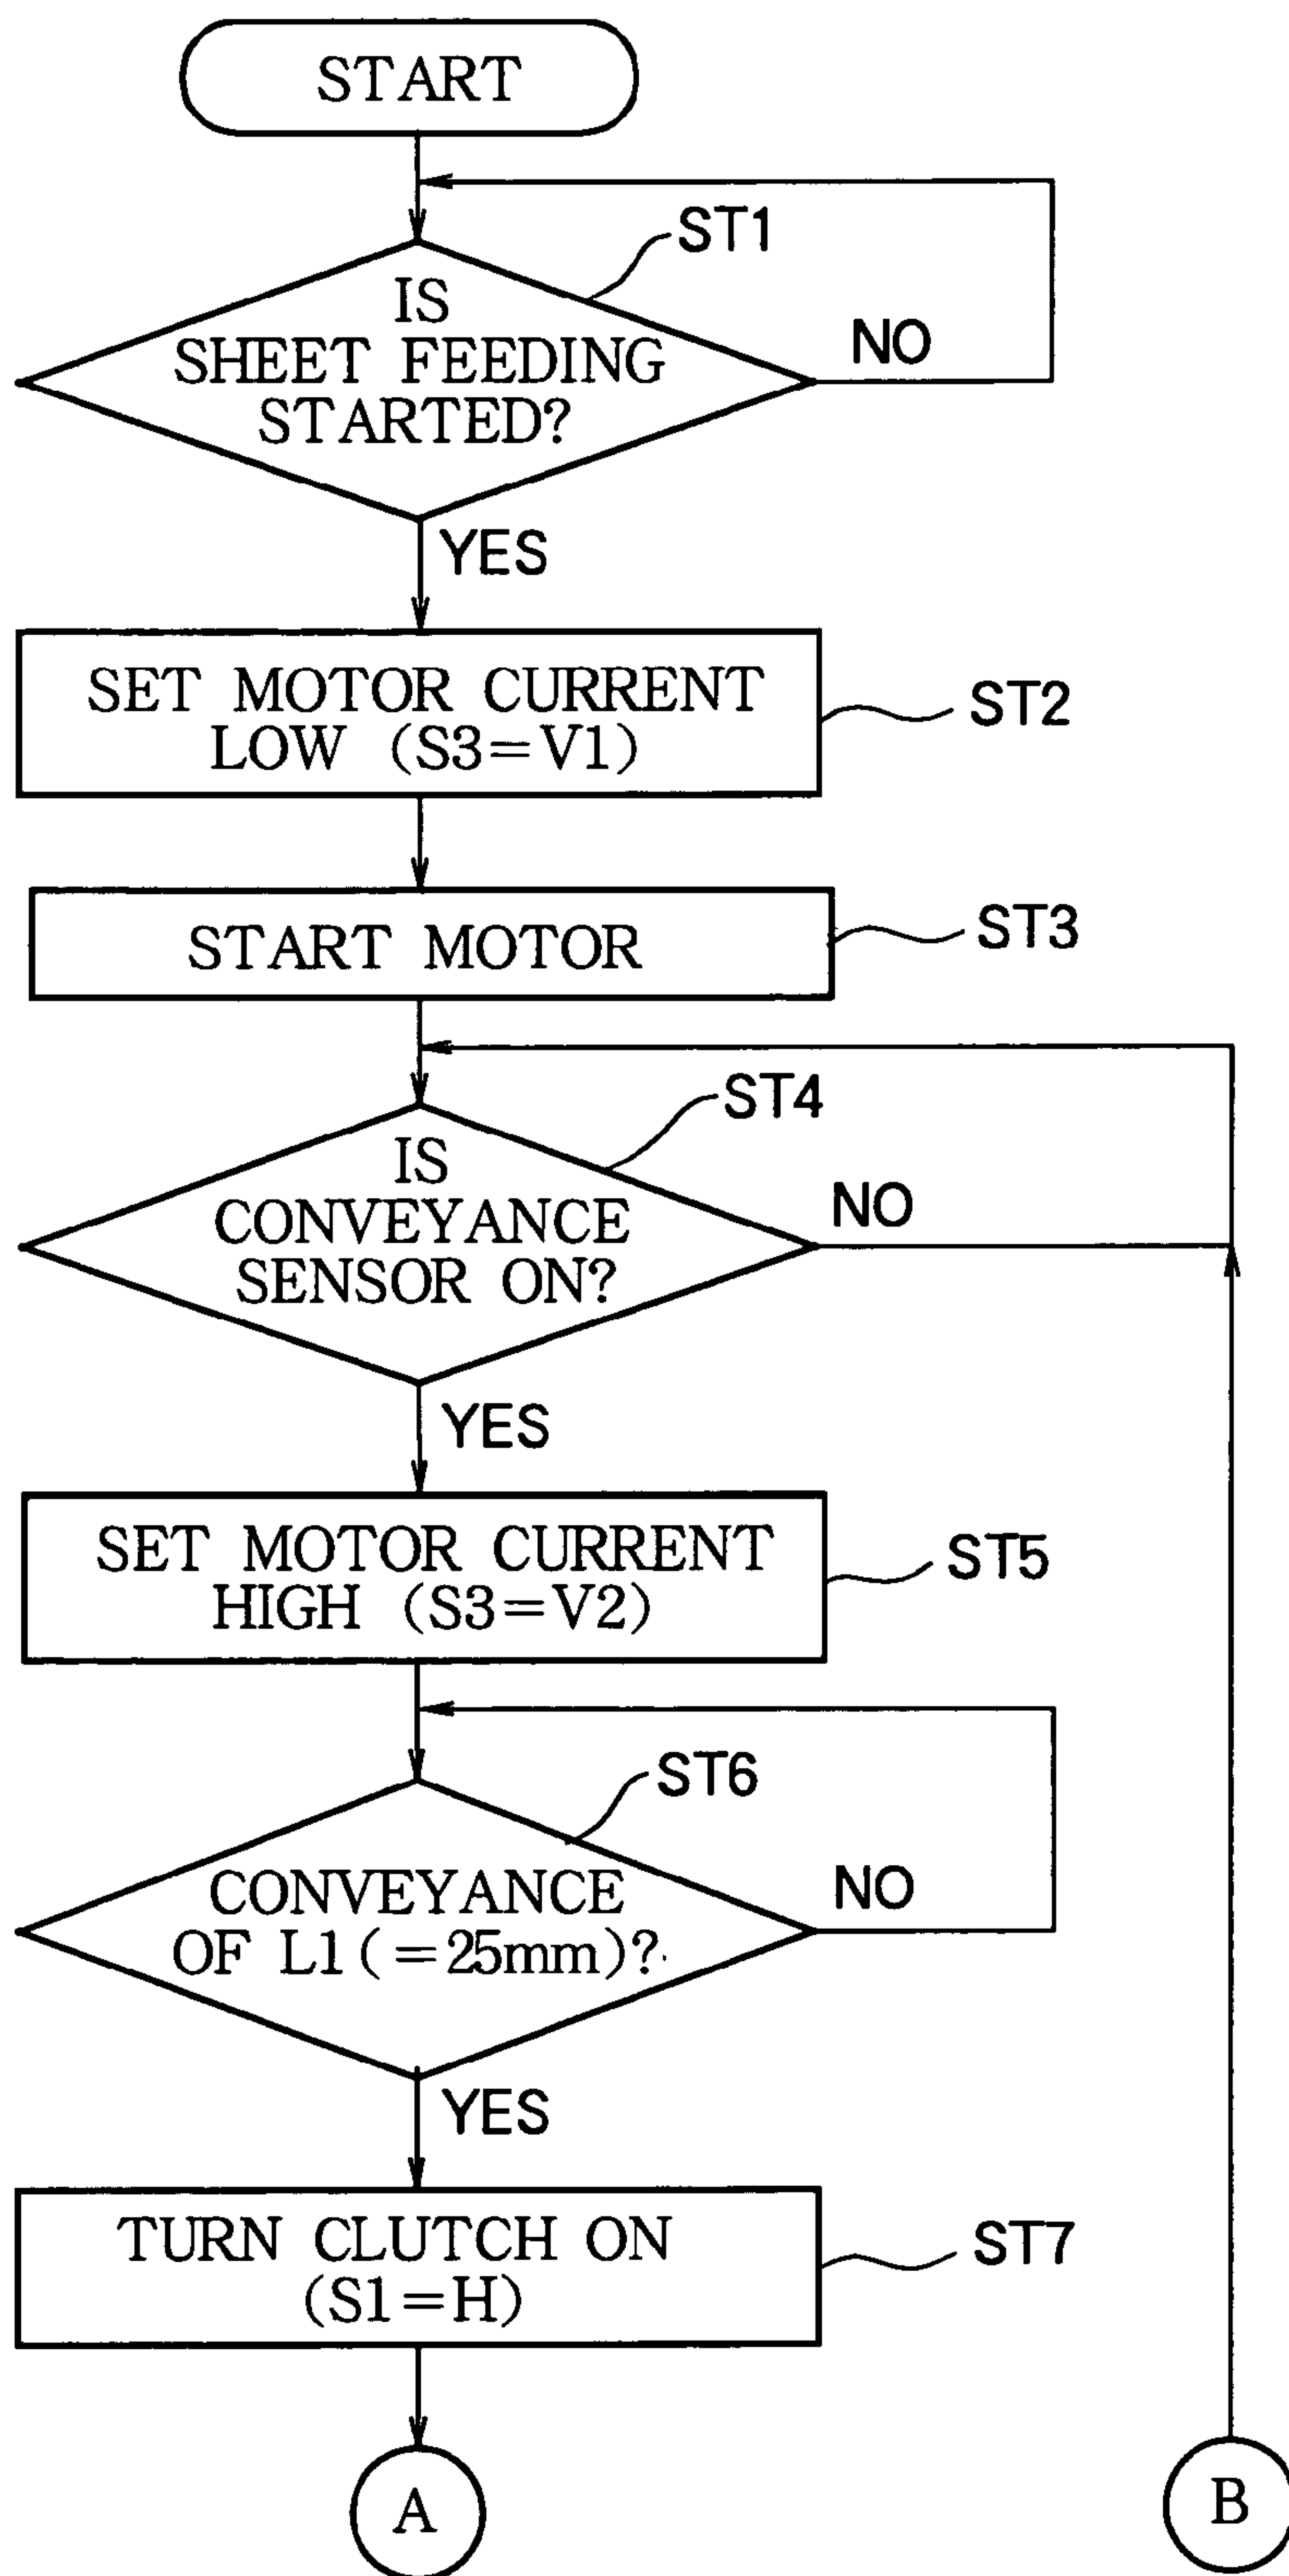 START
ST1
IS
SHEET FEEDING
STARTED?
NO
YES
SET MOTOR CURRENT
LOW (S3=V1)
ST2
START MOTOR
ST3
ST4
IS
CONVEYANCE
SENSOR ON?
NO
YES
SET MOTOR CURRENT
HIGH (S3=V2)
ST5
ST6
CONVEYANCE
OF L1(=25mm)?
NO
YES
TURN CLUTCH ON
(S1=H)
ST7
A
B